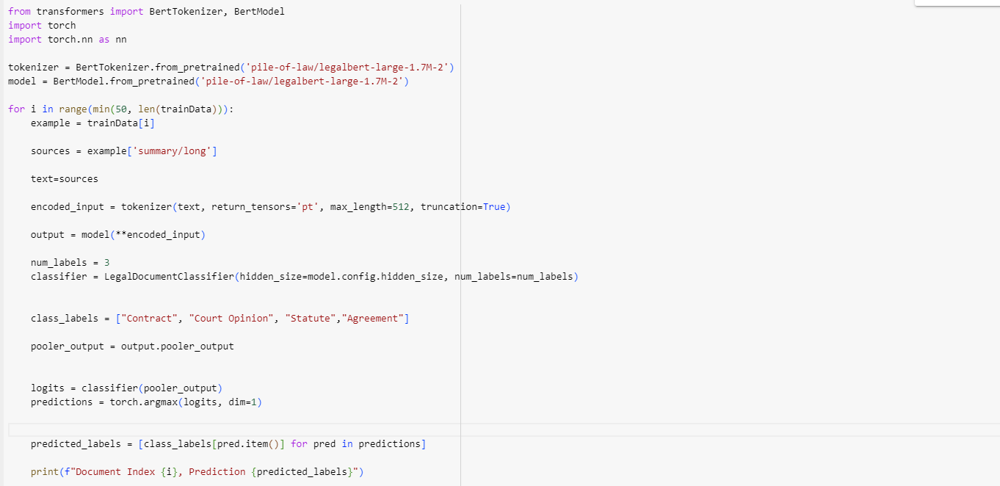 from transformers import BertTokenizer, BertModel
import torch
import torch.nn as nn
tokenizer = BertTokenizer.from_pretrained('pile-of-law/legalbert-large-1.7M-2')
model = BertModel.from_pretrained('pile-of-law/legalbert-large-1.7M-2')
for i in range(min(50, len(trainData))):
    example = trainData[i]
    sources = example['summary/long']
    text=sources
    encoded_input = tokenizer(text, return_tensors='pt', max_length=512, truncation=True)
    output = model(**encoded_input)
    num_labels = 3
    classifier = LegalDocumentClassifier(hidden_size=model.config.hidden_size, num_labels=num_labels)
    class_labels = ["Contract", "Court Opinion", "Statute","Agreement"]
    pooler_output = output.pooler_output
    logits = classifier(pooler_output)
    predictions = torch.argmax(logits, dim=1)
    predicted_labels = [class_labels[pred.item()] for pred in predictions]
    print(f"Document Index {i}, Prediction {predicted_labels}")